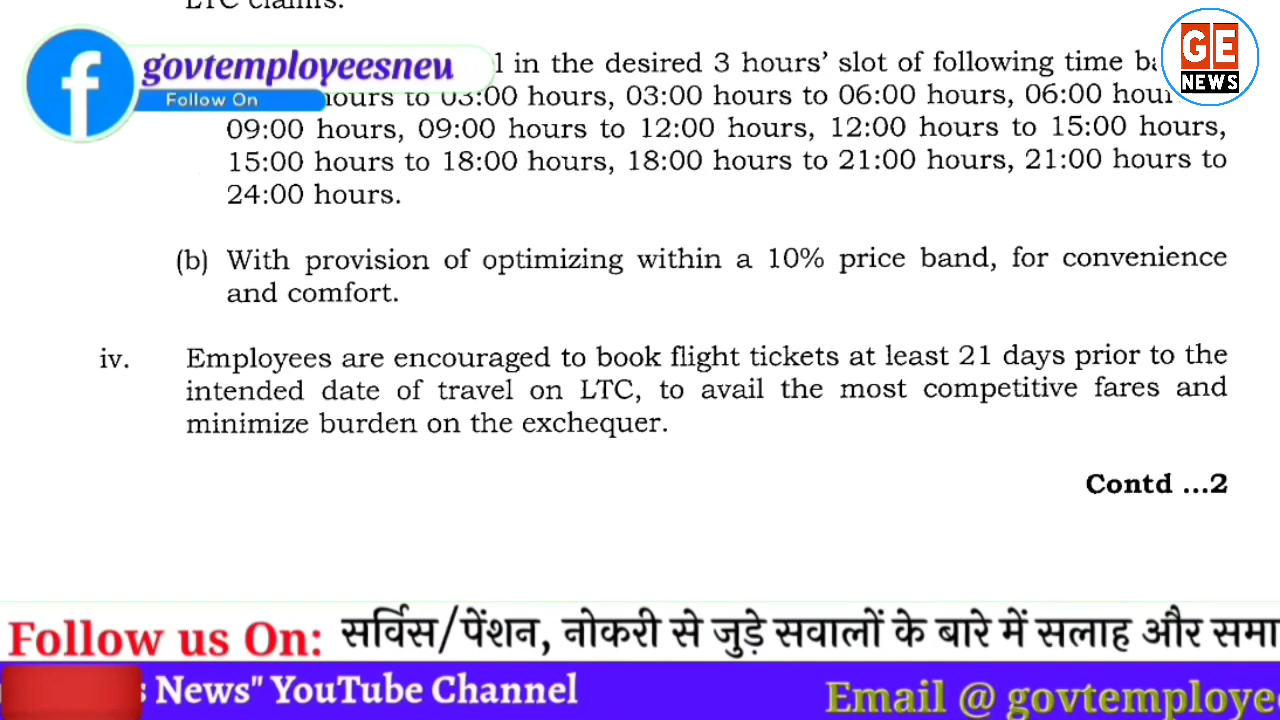 LTC claims.
govtemployeesneu
Follow On
in the desired 3 hours' slot of following time
hours to 03:00 hours, 03:00 hours to 06:00 hours, 06:00
09:00 hours, 09:00 hours to 12:00 hours, 12:00 hours to 15:00 hours,
15:00 hours to 18:00 hours, 18:00 hours to 21:00 hours, 21:00 hours to
24:00 hours.
GE
NEWS
(b) With provision of optimizing within a 10% price band, for convenience
and comfort.
iv. Employees are encouraged to book flight tickets at least 21 days prior to the
intended date of travel on LTC, to avail the most competitive fares and
minimize burden on the exchequer.
Contd ...2
Follow us On: सर्विस/पेंशन, नोकरी से जुड़े सवालों के बारे में सलाह और समा
News" YouTube Channel
Email @ govtemploye